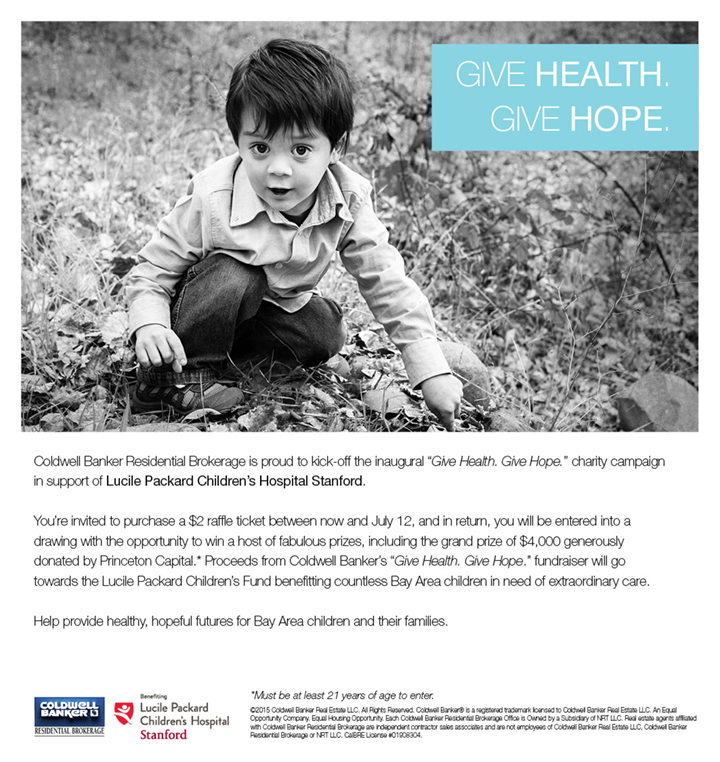 GIVE HEALTH.
GIVE HOPE.
Coldwell Banker Residential Brokerage is proud to kick-off the inaugural “Give Health. Give Hope.” charity campaign
in support of Lucile Packard Children’s Hospital Stanford.
You’re invited to purchase a $2 raffle ticket between now and July 12, and in return, you will be entered into a
drawing with the opportunity to win a host of fabulous prizes, including the grand prize of $4,000 generously
donated by Princeton Capital.* Proceeds from Coldwell Banker’s “Give Health. Give Hope.” fundraiser will go
towards the Lucile Packard Children’s Fund benefitting countless Bay Area children in need of extraordinary care.
Help provide healthy, hopeful futures for Bay Area children and their families.
COLDWELL
BANKER
RESIDENTIAL BROKERAGE
Benefiting
Lucile Packard
Children’s Hospital
Stanford
*Must be at least 21 years of age to enter.
©2015 Coldwell Banker Real Estate LLC. All Rights Reserved. Coldwell Banker® is a registered trademark licensed to Coldwell Banker Real Estate LLC. An Equal
Opportunity Company. Equal Housing Opportunity. Each Coldwell Banker Residential Brokerage Office is Owned by a Subsidiary of NRT LLC. Real estate agents affiliated
with Coldwell Banker Residential Brokerage are independent contractor sales associates and are not employees of Coldwell Banker Real Estate LLC, Coldwell Banker
Residential Brokerage or NRT LLC. CalBRE License #01908304.